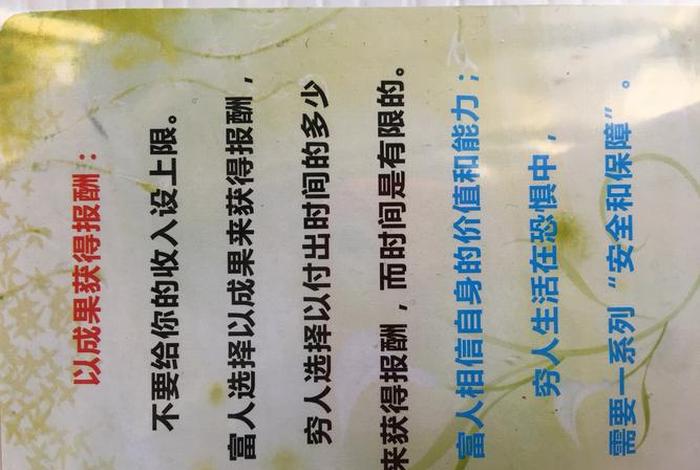 以成果获得报酬：
不要给你的收入设上限。
富人选择以成果来获得报酬，
穷人选择以付出时间的多少
来获得报酬，而时间是有限的。
富人相信自身的价值和能力；
穷人生活在恐惧中，
需要一系列“安全和保障”。